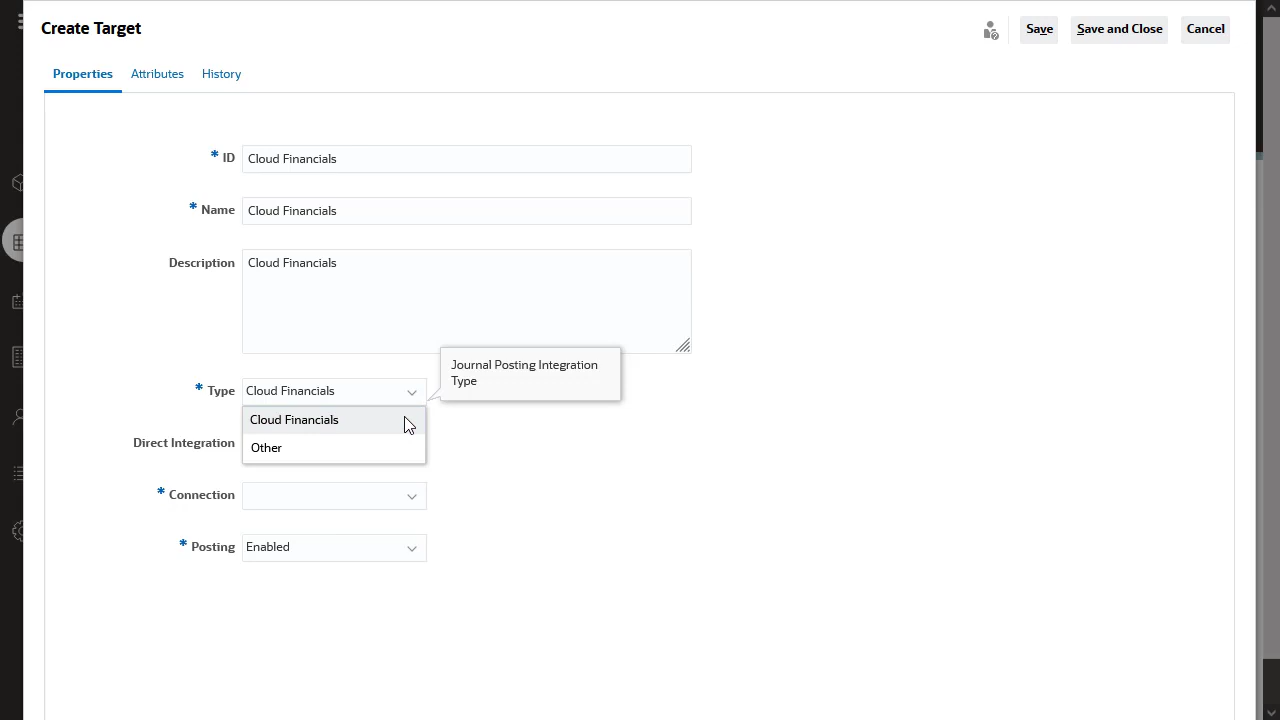 Create Target
Save
Save and Close
Cancel
Properties
Attributes
History
* ID
Cloud Financials
* Name
Cloud Financials
Description
Cloud Financials
* Type
Cloud Financials
Journal Posting Integration
Type
Cloud Financials
Direct Integration
Other
* Connection
* Posting
Enabled